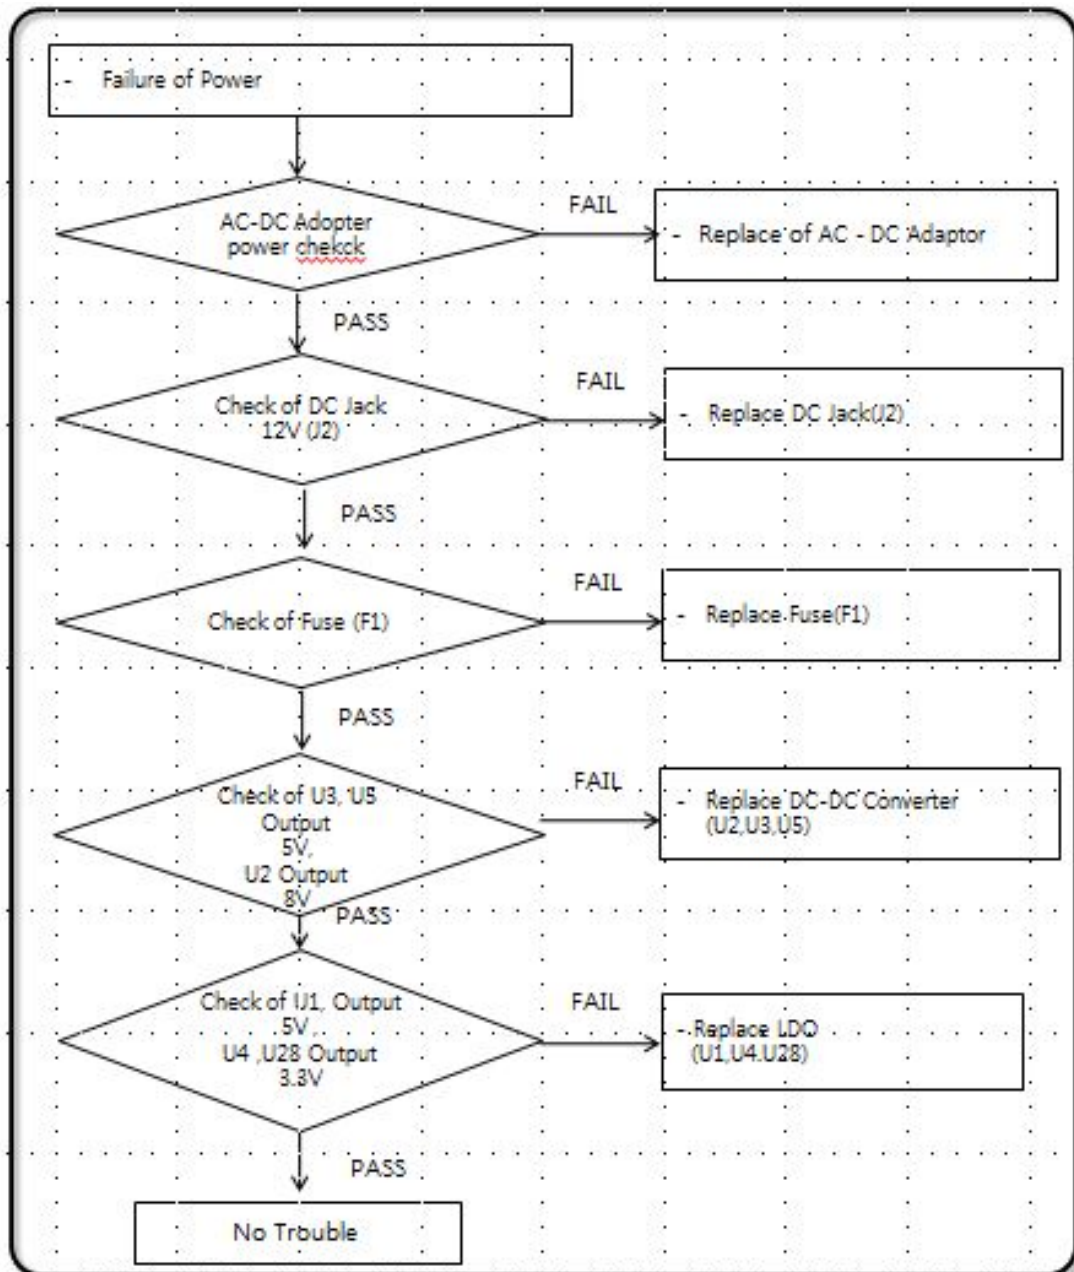 - Failure of Power
AC-DC Adopter
power chekck
FAIL
- Replace of AC - DC Adaptor
PASS
Check of DC Jack
12V (J2)
FAIL
- Replace DC Jack(J2)
PASS
Check of Fuse (F1)
FAIL
- Replace Fuse(F1)
PASS
Check of U3, U5
Output
5V,
U2 Output
8V
FAIL
- Replace DC-DC Converter
(U2,U3,U5)
PASS
Check of U1, Output
5V ,
U4 ,U28 Output
3.3V
FAIL
- Replace LDO
(U1,U4.U28)
PASS
No Trouble